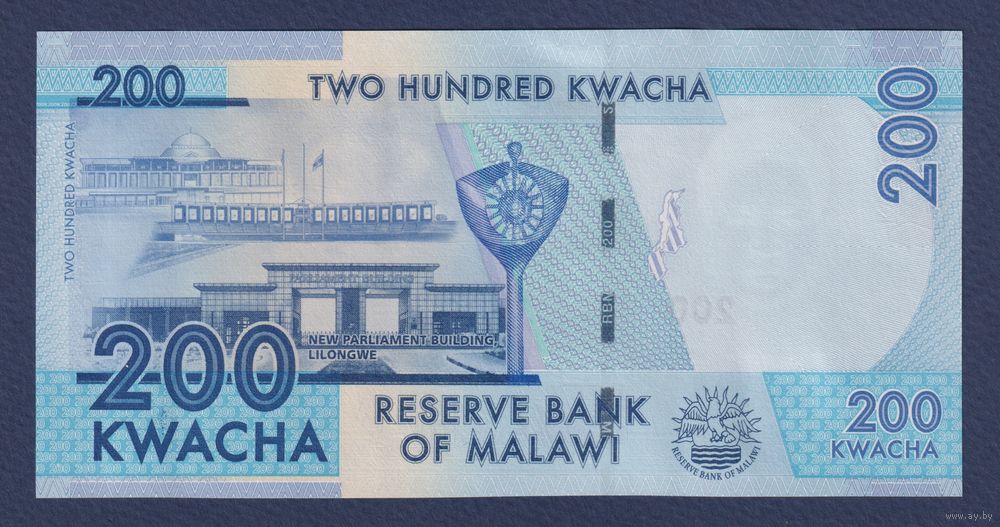 200
TWO HUNDRED KWACHA
200
TWO HUNDRED KWACHA
200
RBN
NEW PARLIAMENT BUILDING,
LILONGWE
200
KWACHA
RESERVE BANK
OF MALAWI
RESERVE BANK OF MALAWI
200
KWACHA
www.ay.by